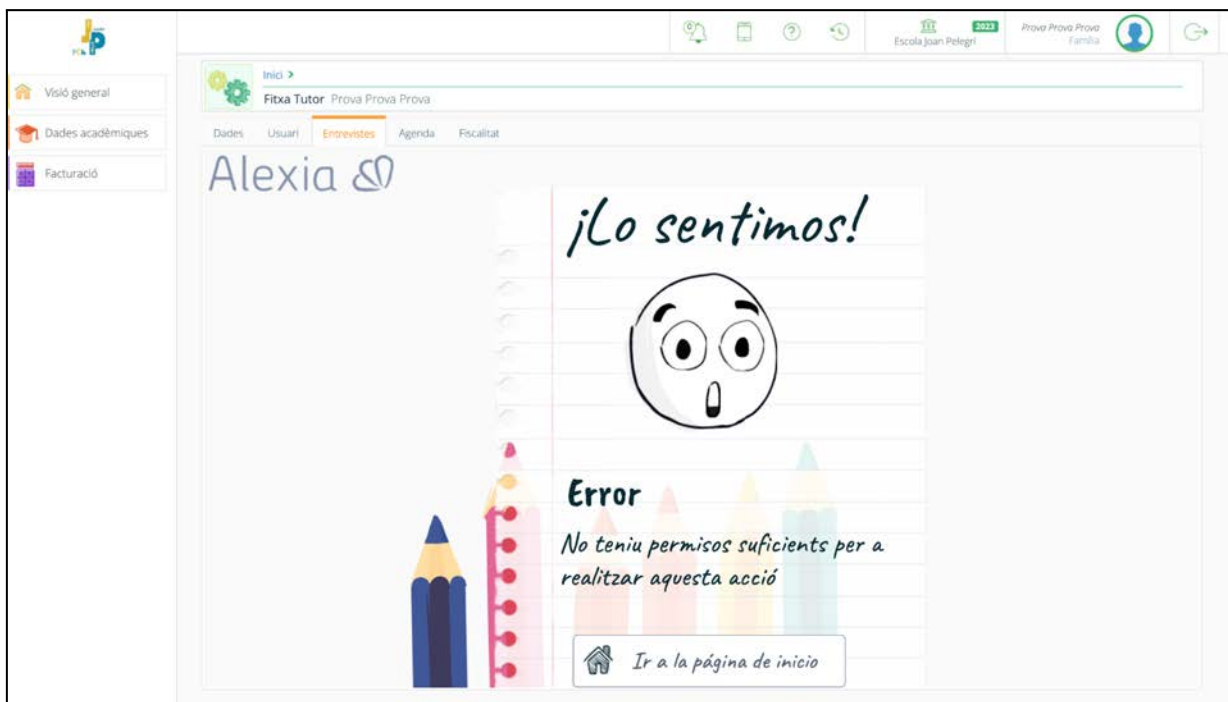 2023
Escola Joan Pelegrí
Prova Prova Prova
Família
Visió general
Dades acadèmiques
Facturació
Inici >
Fitxa Tutor Prova Prova Prova
Dades Usuari Entrevistes Agenda Fiscalitat
Alexia
¡Lo sentimos!
Error
No teniu permisos suficients per a
realitzar aquesta acció
Ir a la página de inicio